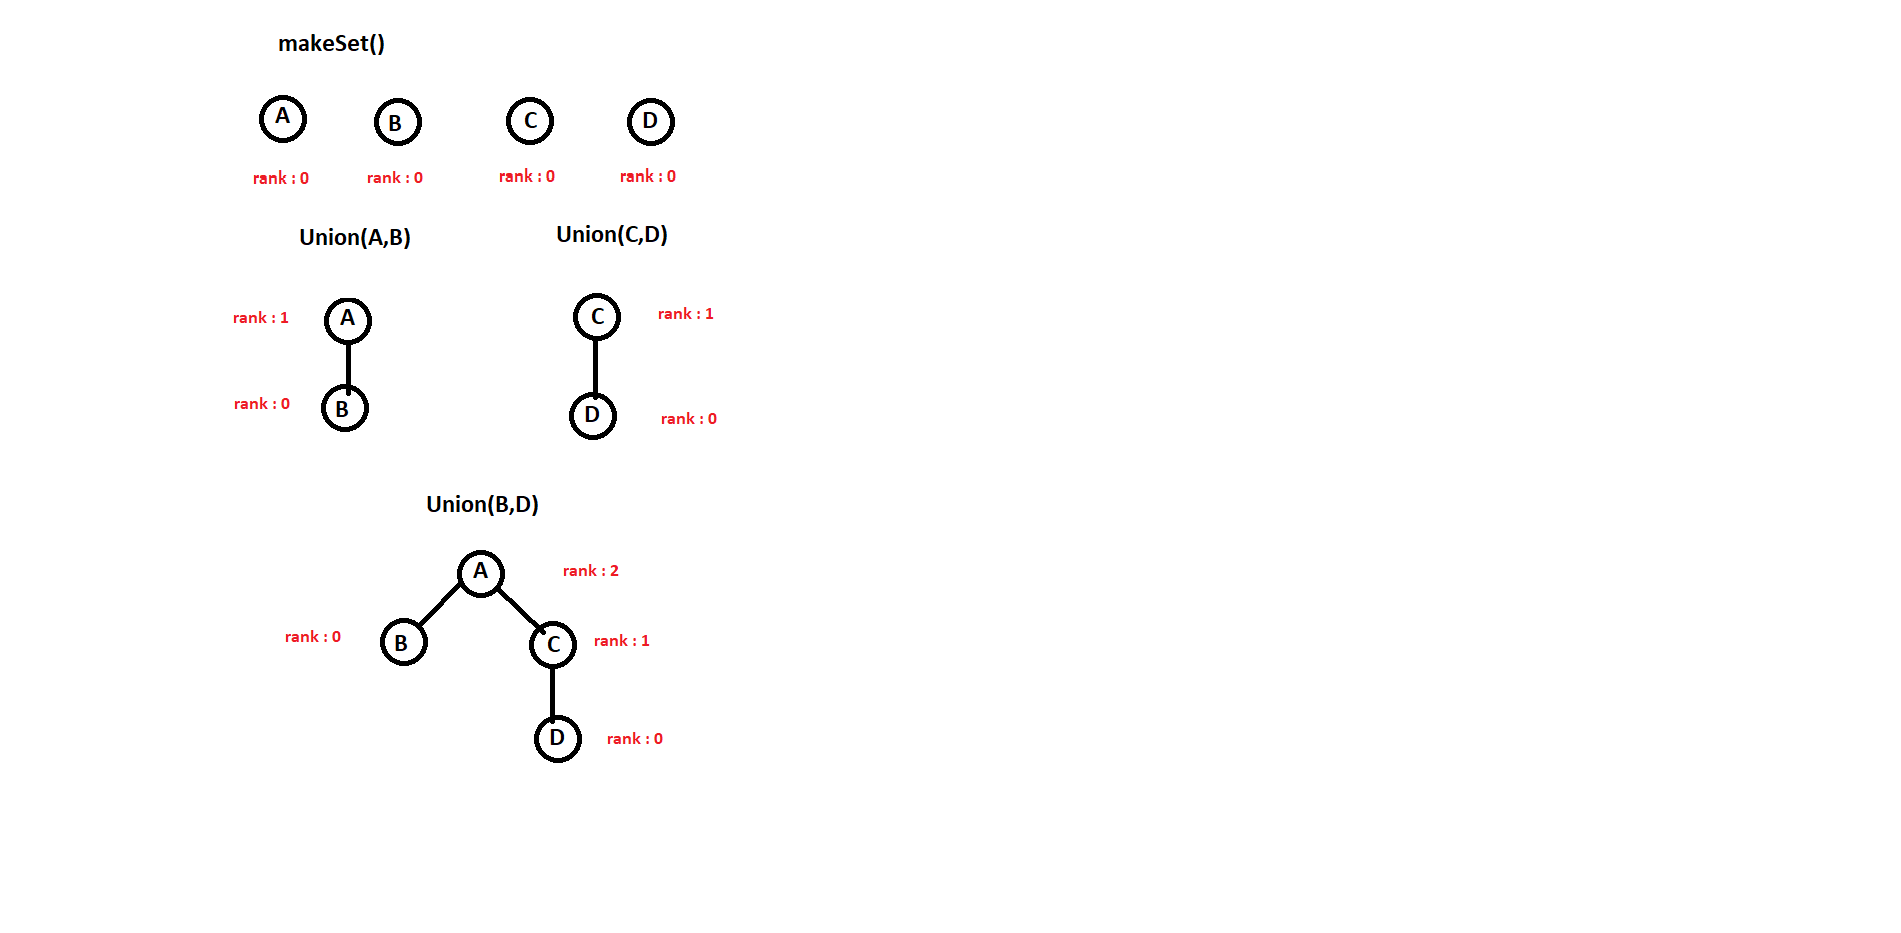 makeSet()
A B C D
rank : 0 rank : 0 rank : 0 rank : 0
Union(A,B) Union(C,D)
rank : 1 A C rank : 1
rank : 0 B D rank : 0
Union(B,D)
A rank : 2
rank : 0 B C rank : 1
D rank : 0